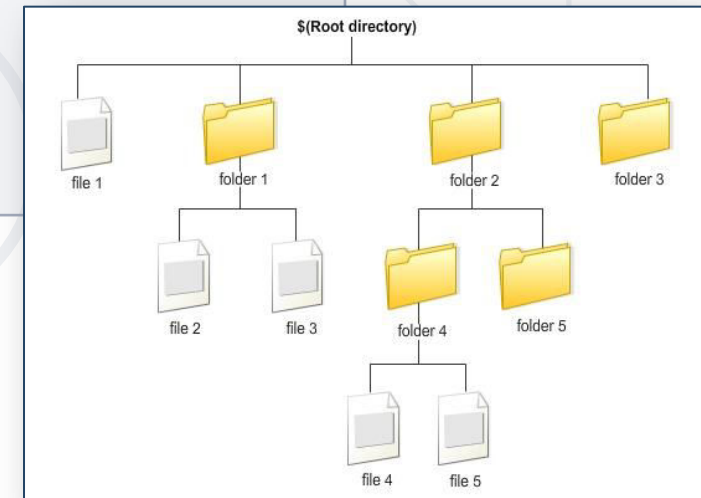 $(Root directory)
file 1
folder 1
folder 2
folder 3
file 2
file 3
folder 4
folder 5
file 4
file 5